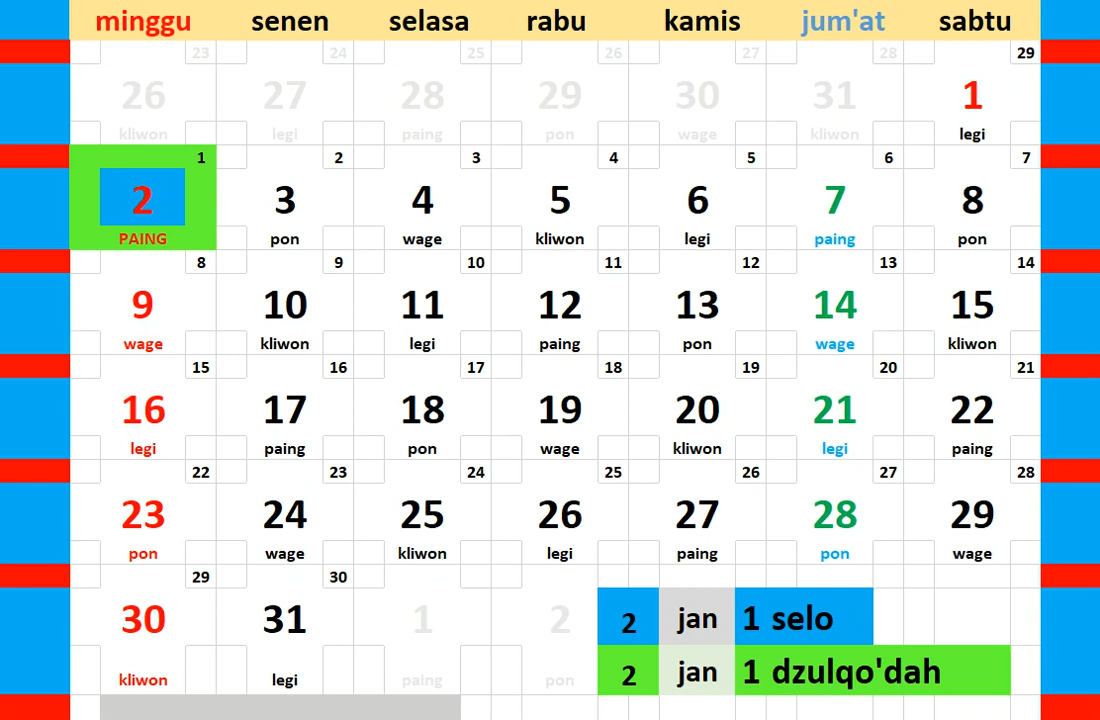 minggu senen selasa rabu kamis jum'at sabtu
23 24 25 26 27 28 29
26 27 28 29 30 31 1
kliwon legi paing pon wage kliwon legi
1 2 3 4 5 6 7
2 3 4 5 6 7 8
PAING pon wage kliwon legi paing pon
8 9 10 11 12 13 14
9 10 11 12 13 14 15
wage kliwon legi paing pon wage kliwon
15 16 17 18 19 20 21
16 17 18 19 20 21 22
legi paing pon wage kliwon legi paing
22 23 24 25 26 27 28
23 24 25 26 27 28 29
pon wage kliwon legi paing pon wage
29 30
30 31 1 2 2 jan 1 selo
kliwon legi paing pon 2 jan 1 dzulqo'dah